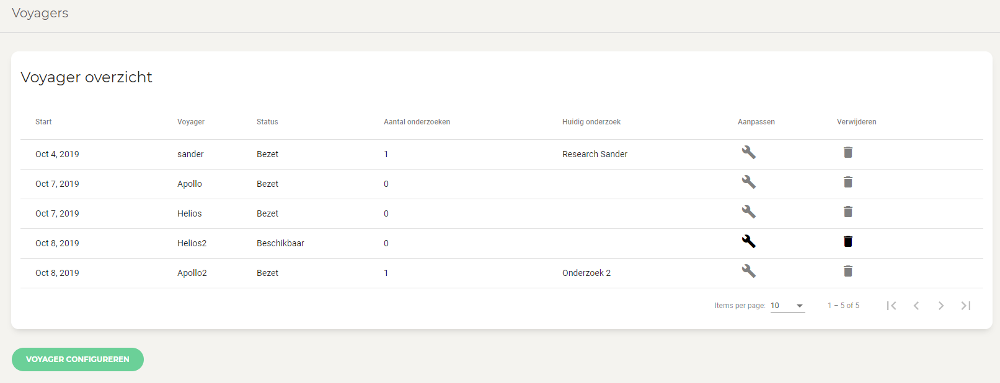 Voyagers
Voyager overzicht
Start Voyager Status Aantal onderzoeken Huidig onderzoek Aanpassen Verwijderen
Oct 4, 2019 sander Bezet 1 Research Sander
Oct 7, 2019 Apollo Bezet 0
Oct 7, 2019 Helios Bezet 0
Oct 8, 2019 Helios2 Beschikbaar 0
Oct 8, 2019 Apollo2 Bezet 1 Onderzoek 2
Items per page: 10 1 – 5 of 5
VOYAGER CONFIGUREREN